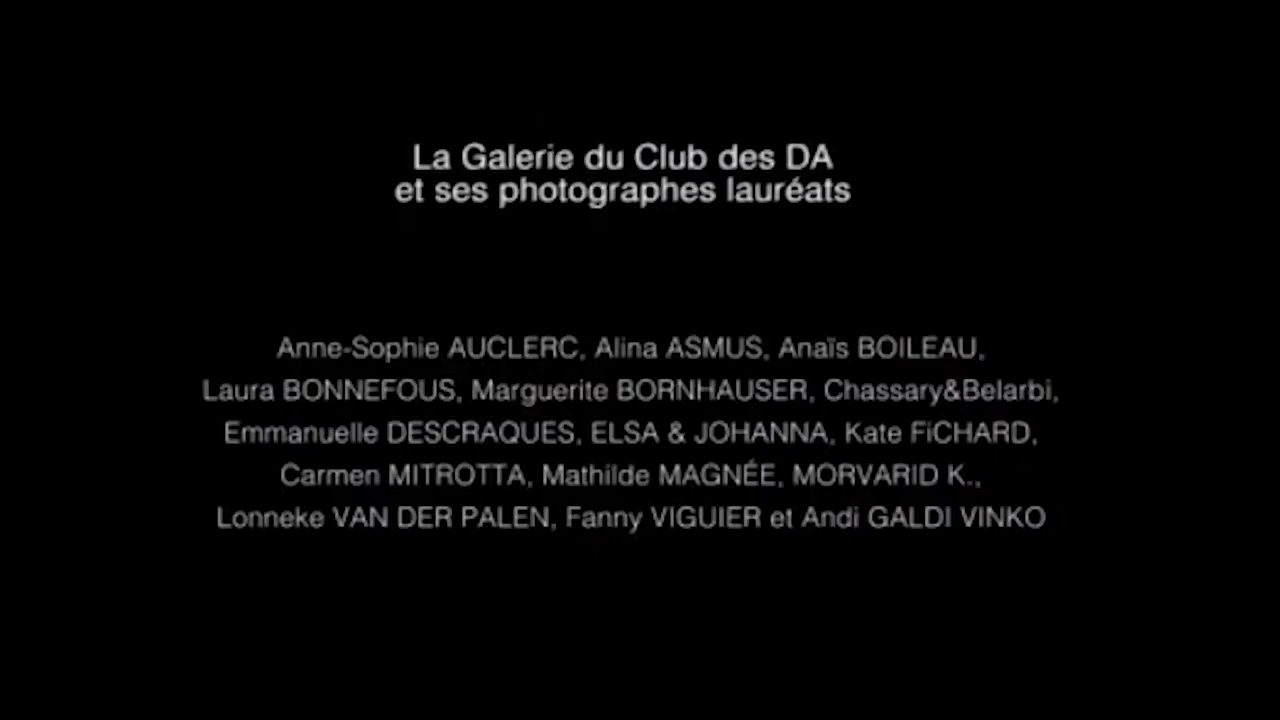 La Galerie du Club des DA
et ses photographes lauréats
Anne-Sophie AUCLERC, Alina ASMUS, Anaïs BOILEAU,
Laura BONNEFOUS, Marguerite BORNHAUSER, Chassary&Belarbi,
Emmanuelle DESCRAQUES, ELSA & JOHANNA, Kate FiCHARD,
Carmen MITROTTA, Mathilde MAGNÉE, MORVARID K.,
Lonneke VAN DER PALEN, Fanny VIGUIER et Andi GALDI VINKO